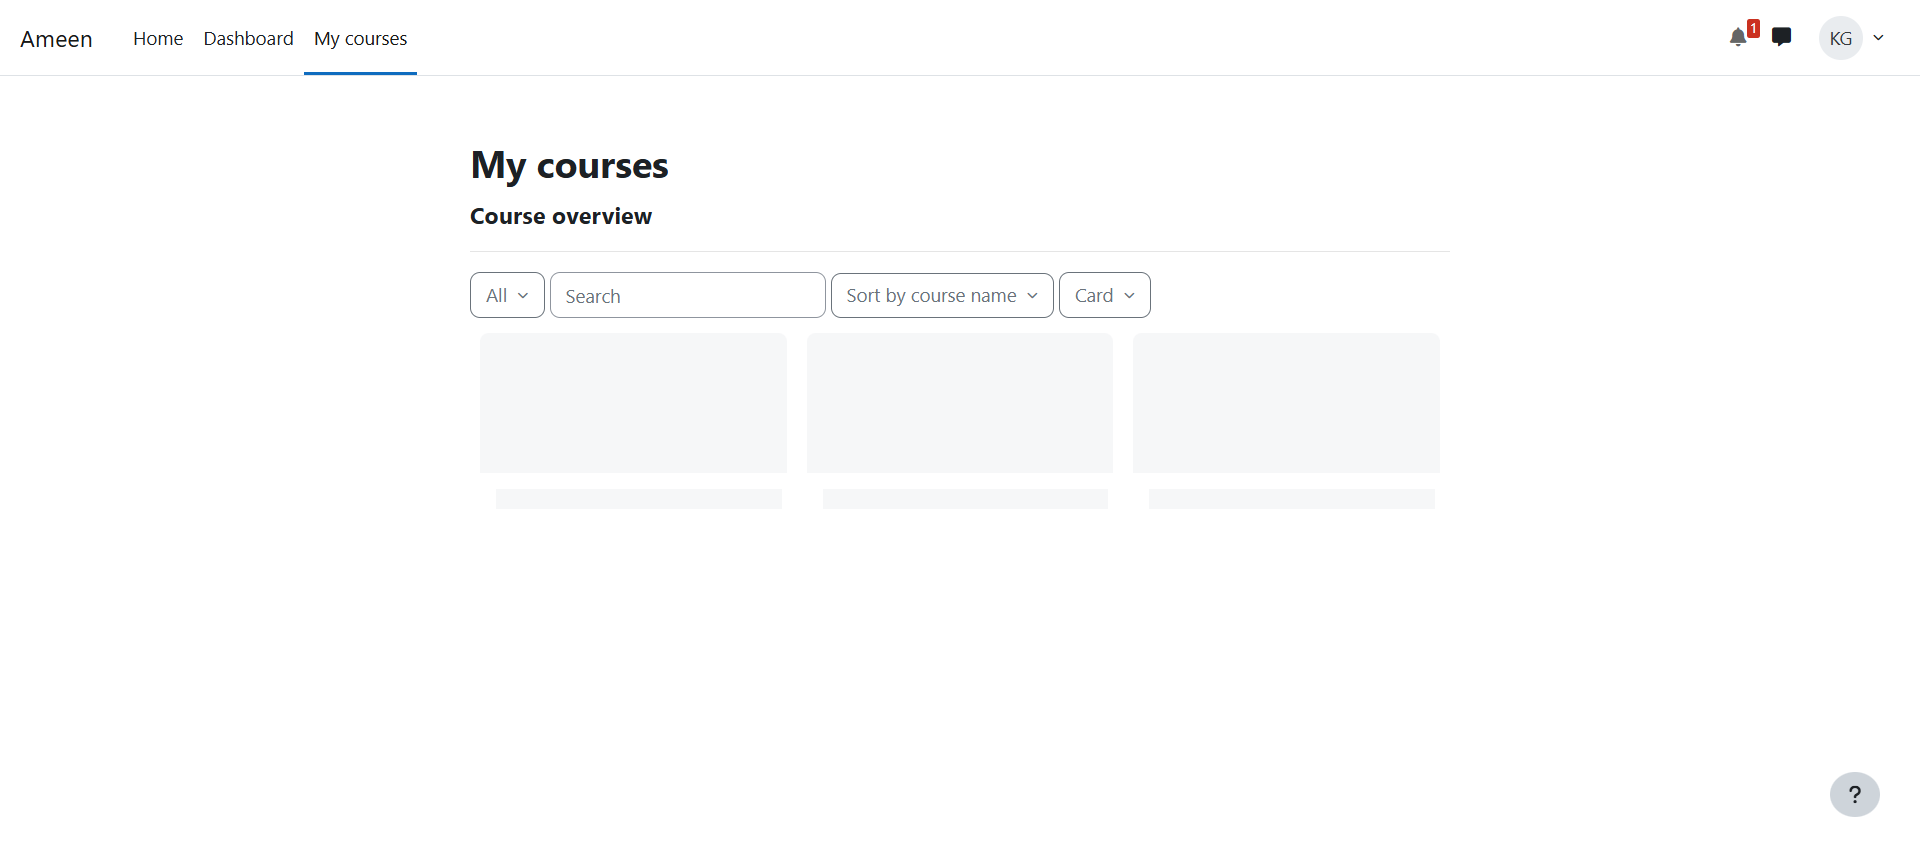 Ameen Home Dashboard My courses 1 KG
My courses
Course overview
All Search Sort by course name Card
?